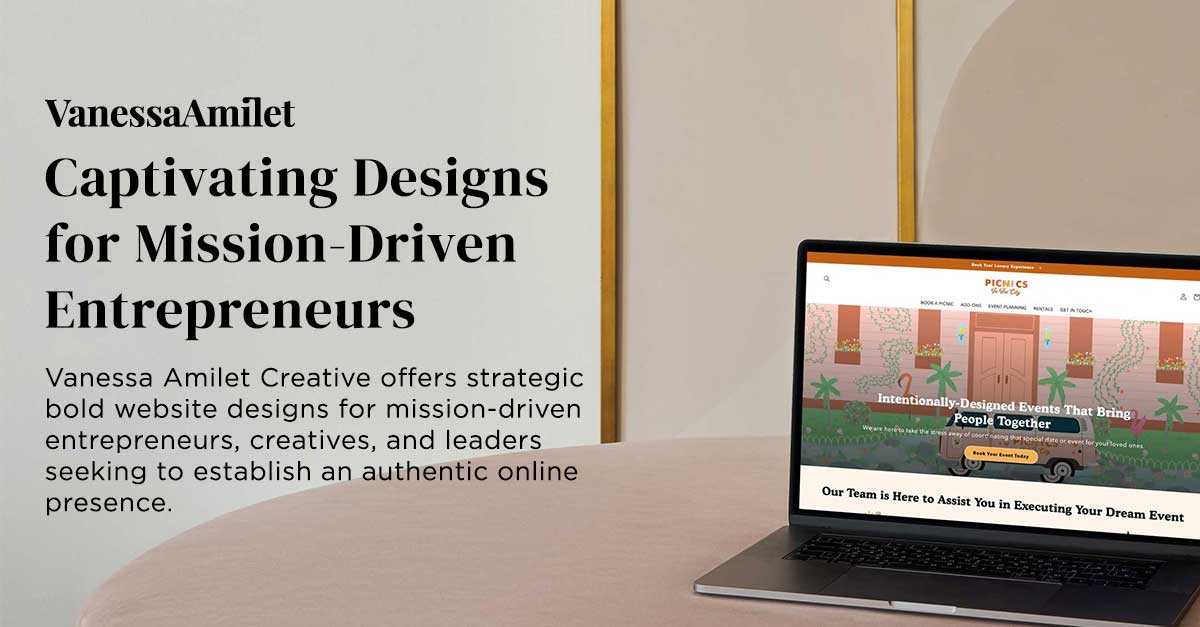 VanessaAmilet
Captivating Designs
for Mission-Driven
Entrepreneurs
Vanessa Amilet Creative offers strategic
bold website designs for mission-driven
entrepreneurs, creatives, and leaders
seeking to establish an authentic online
presence.
Book Your Luxury Experience
PICNICS
In The City
BOOK A PICNIC ADD-ONS EVENT PLANNING RENTALS GET IN TOUCH
Intentionally-Designed Events That Bring
People Together
We are here to take the stress away of coordinating that special date or event for your loved ones.
Book Your Event Today
Our Team is Here to Assist You in Executing Your Dream Event